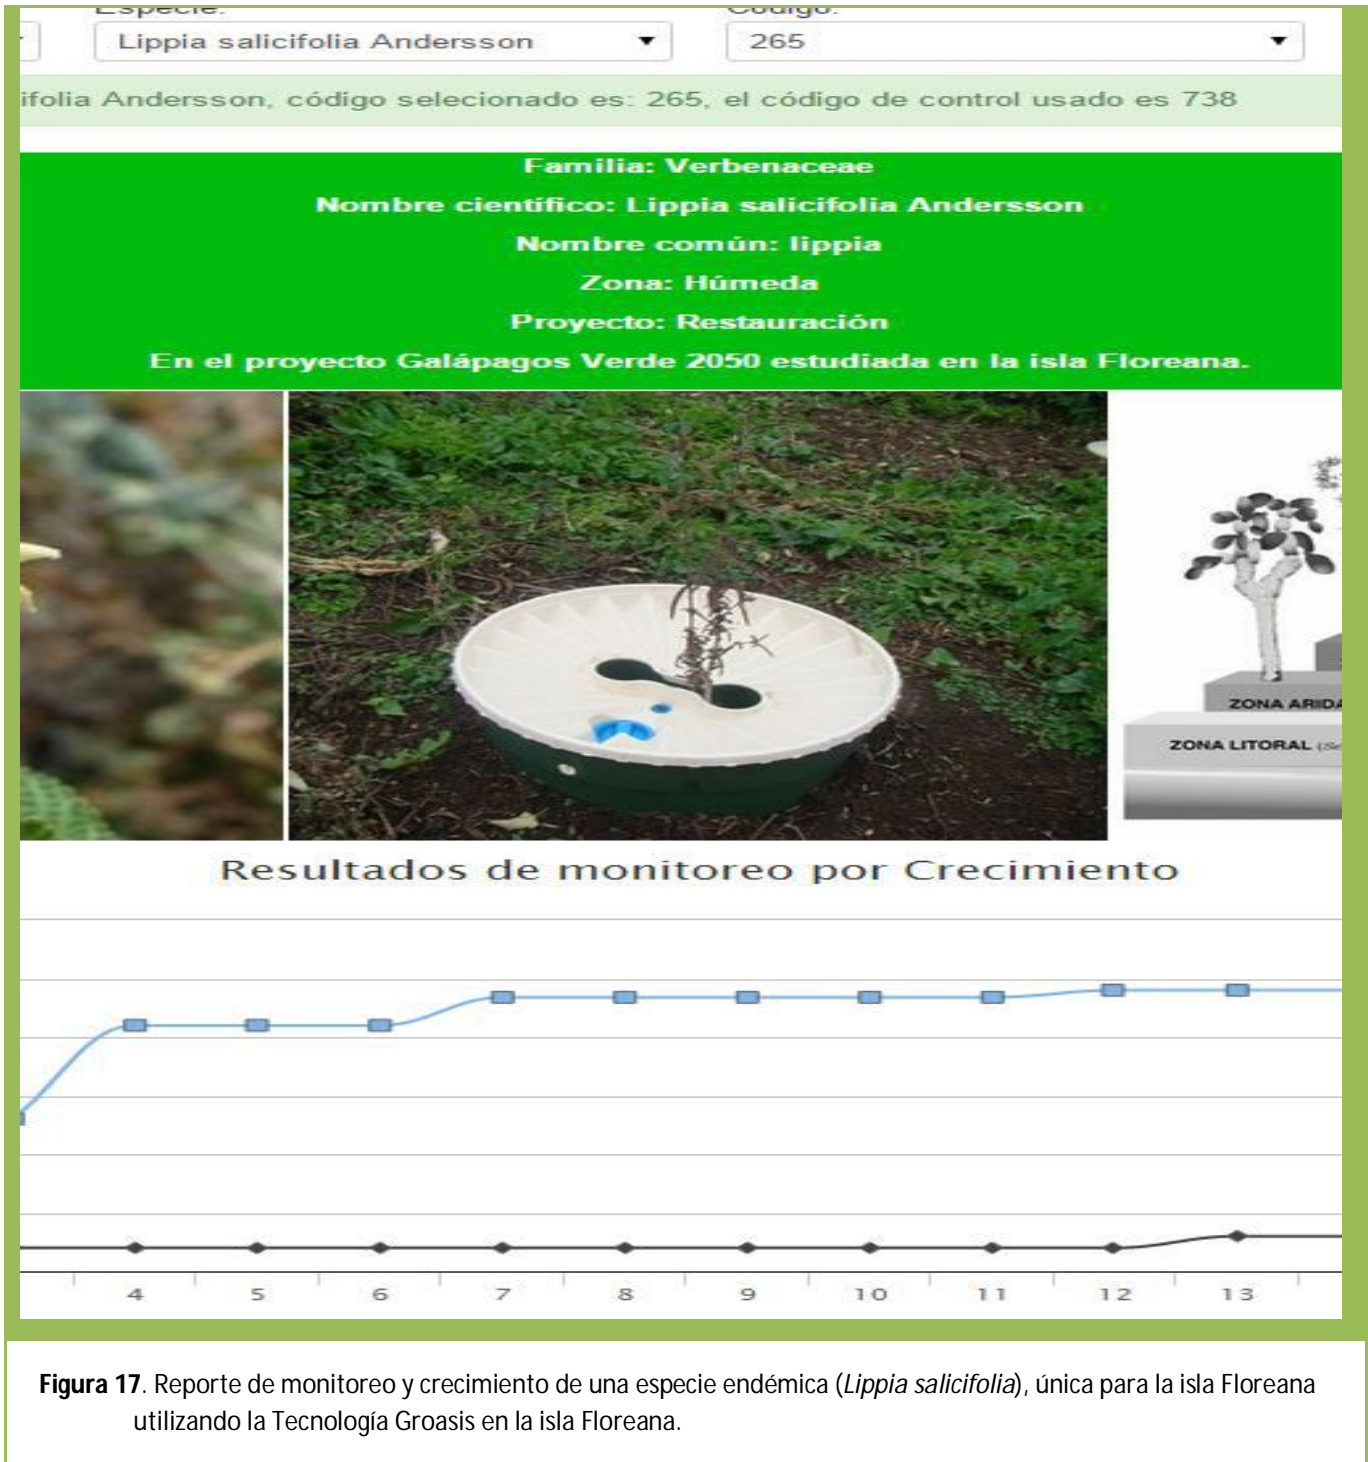 Especie:
Código:
Lippia salicifolia Andersson
265
ifolia Andersson, código selecionado es: 265, el código de control usado es 738
Familia: Verbenaceae
Nombre científico: Lippia salicifolia Andersson
Nombre común: lippia
Zona: Húmeda
Proyecto: Restauración
En el proyecto Galápagos Verde 2050 estudiada en la isla Floreana.
ZONA ARIDA
ZONA LITORAL
Resultados de monitoreo por Crecimiento
4 5 6 7 8 9 10 11 12 13
Figura 17. Reporte de monitoreo y crecimiento de una especie endémica (Lippia salicifolia), única para la isla Floreana
utilizando la Tecnología Groasis en la isla Floreana.